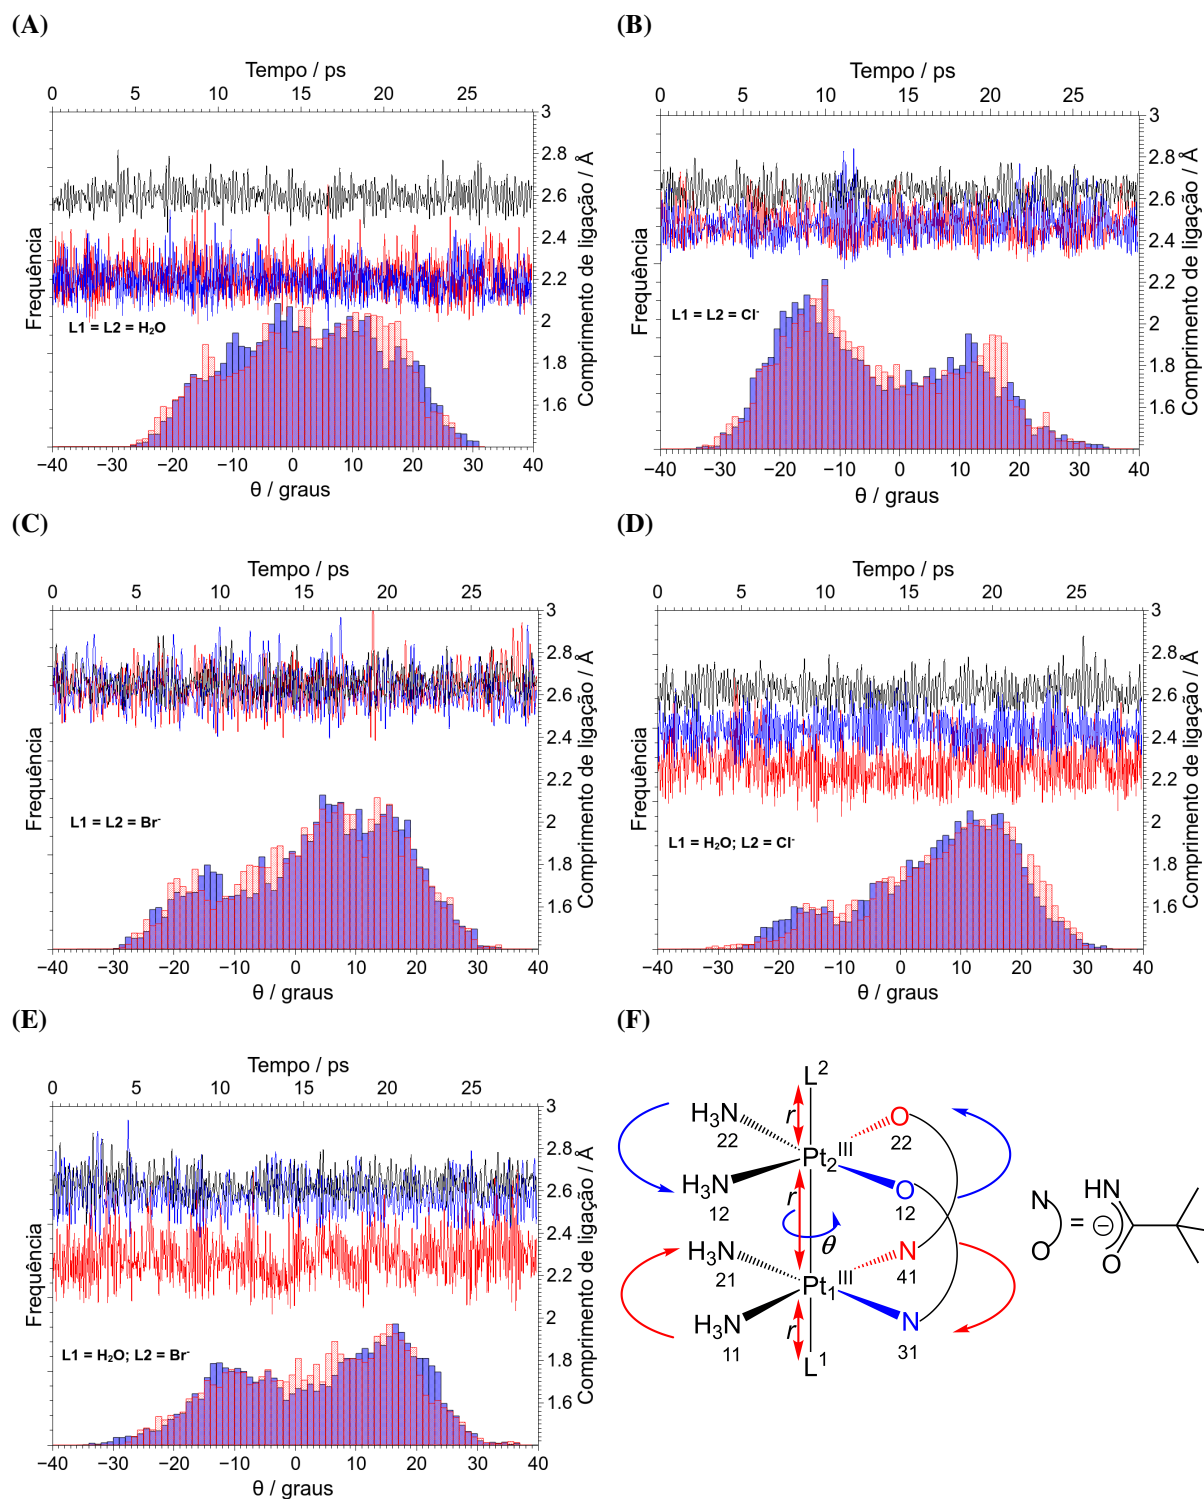 (A)
Tempo / ps
0 5 10 15 20 25
3
2.8
2.6
2.4
2.2
2
1.8
1.6
Frequência
Comprimento de ligação / Å
L1 = L2 = H₂O
−40 −30 −20 −10 0 10 20 30 40
θ / graus
(B)
Tempo / ps
0 5 10 15 20 25
3
2.8
2.6
2.4
2.2
2
1.8
1.6
Frequência
Comprimento de ligação / Å
L1 = L2 = Cl⁻
−40 −30 −20 −10 0 10 20 30 40
θ / graus
(C)
Tempo / ps
0 5 10 15 20 25
3
2.8
2.6
2.4
2.2
2
1.8
1.6
Frequência
Comprimento de ligação / Å
L1 = L2 = Br⁻
−40 −30 −20 −10 0 10 20 30 40
θ / graus
(D)
Tempo / ps
0 5 10 15 20 25
3
2.8
2.6
2.4
2.2
2
1.8
1.6
Frequência
Comprimento de ligação / Å
L1 = H₂O; L2 = Cl⁻
−40 −30 −20 −10 0 10 20 30 40
θ / graus
(E)
Tempo / ps
0 5 10 15 20 25
3
2.8
2.6
2.4
2.2
2
1.8
1.6
Frequência
Comprimento de ligação / Å
L1 = H₂O; L2 = Br⁻
−40 −30 −20 −10 0 10 20 30 40
θ / graus
(F)
L²
r
H₃N O
22 22
Pt₂ III
H₃N O
12 12
r
θ
H₃N N
21 41
Pt₁ III
H₃N N
11 31
r
L¹
N
O
=
HN
⊖
O